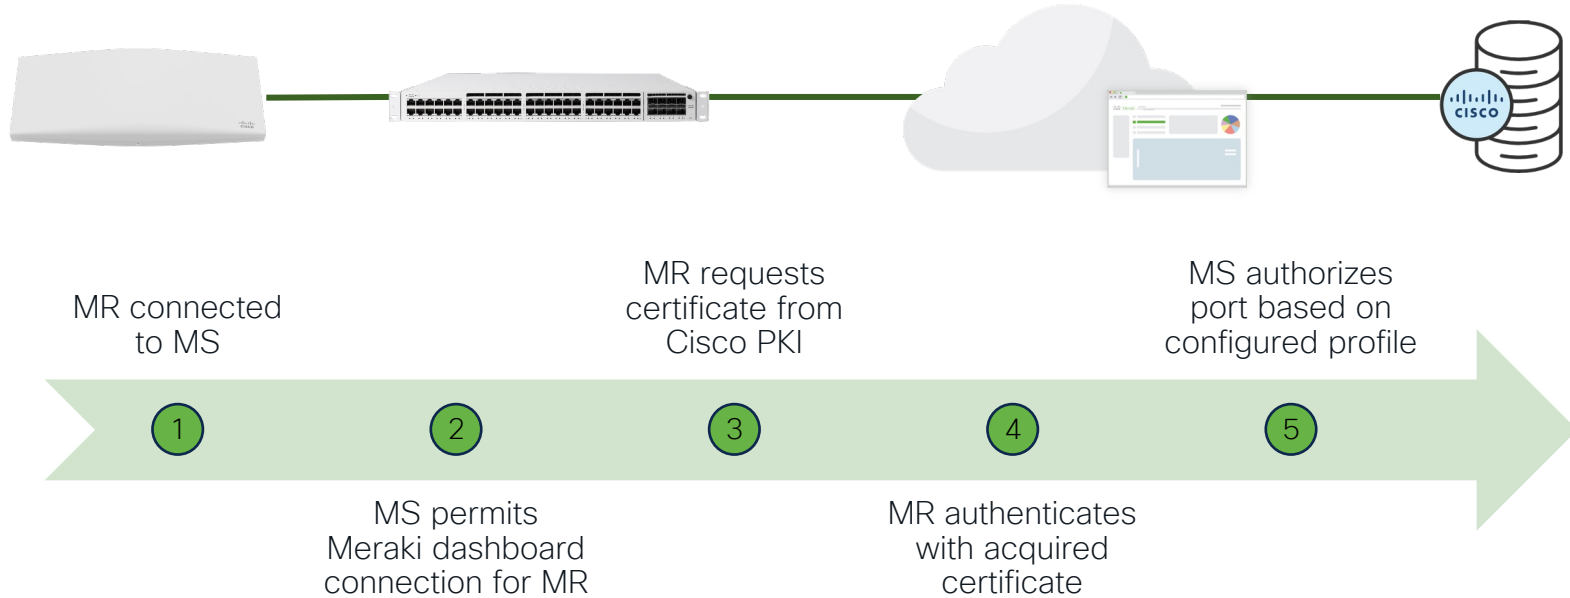 CISCO
MR connected
to MS
MR requests
certificate from
Cisco PKI
MS authorizes
port based on
configured profile
1
2
3
4
5
MS permits
Meraki dashboard
connection for MR
MR authenticates
with acquired
certificate